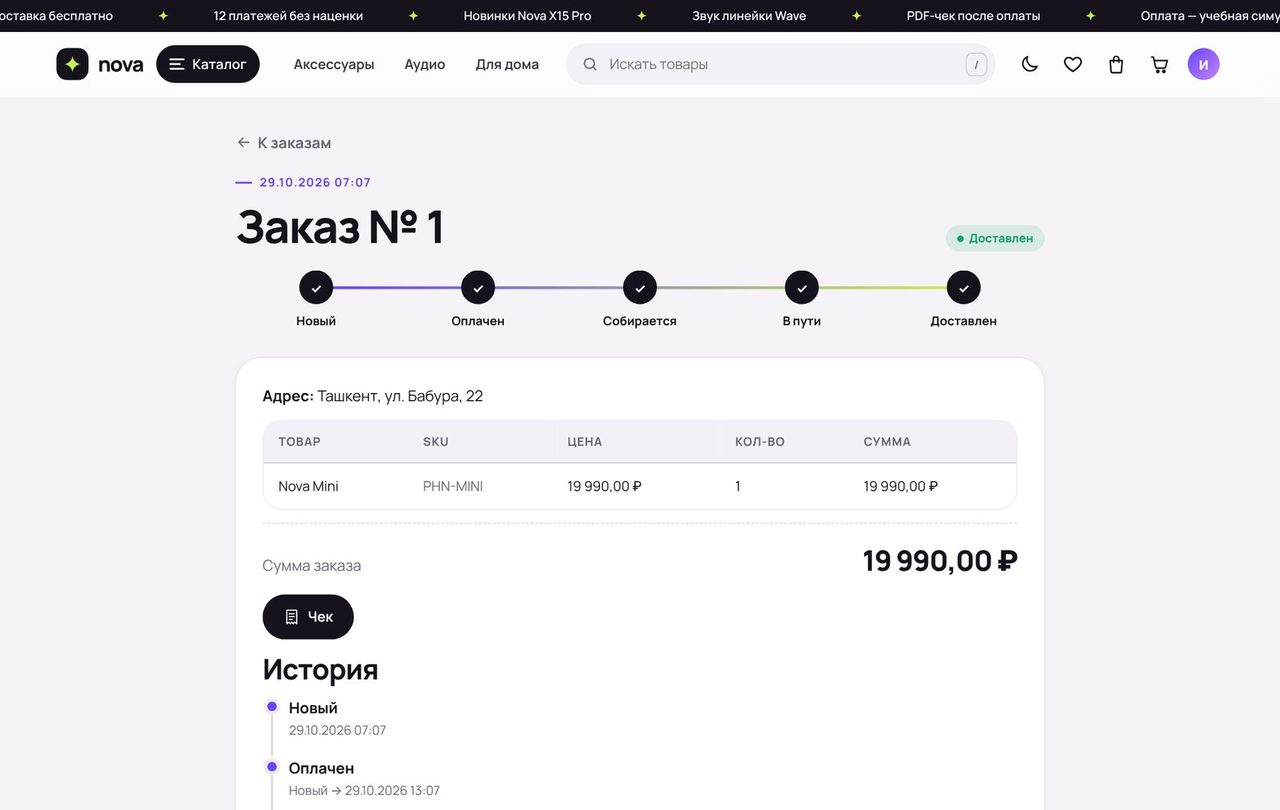 оставка бесплатно ✦ 12 платежей без наценки ✦ Новинки Nova X15 Pro ✦ Звук линейки Wave ✦ PDF-чек после оплаты ✦ Оплата — учебная симу
nova Каталог Аксессуары Аудио Для дома Искать товары / И
← К заказам
29.10.2026 07:07
Заказ № 1
Доставлен
Новый Оплачен Собирается В пути Доставлен
Адрес: Ташкент, ул. Бабура, 22
ТОВАР SKU ЦЕНА КОЛ-ВО СУММА
Nova Mini PHN-MINI 19 990,00 ₽ 1 19 990,00 ₽
Сумма заказа 19 990,00 ₽
Чек
История
Новый
29.10.2026 07:07
Оплачен
Новый → 29.10.2026 13:07